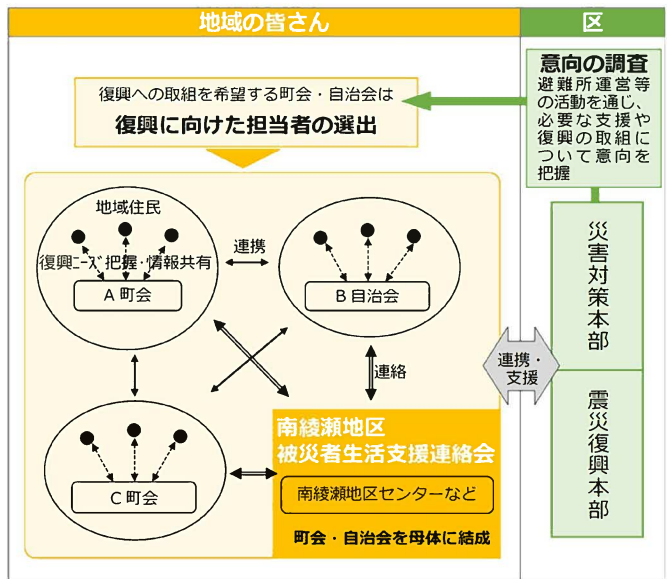 地域の皆さん
区
復興への取組を希望する町会・自治会は
復興に向けた担当者の選出
意向の調査
避難所運営等
の活動を通じ、
必要な支援や
復興の取組に
ついて意向を
把握
地域住民
復興ﾆｰｽﾞ把握・情報共有
A 町会
連携
B 自治会
連絡
C 町会
南綾瀬地区
被災者生活支援連絡会
南綾瀬地区センターなど
町会・自治会を母体に結成
連携・
支援
災害対策本部
震災復興本部